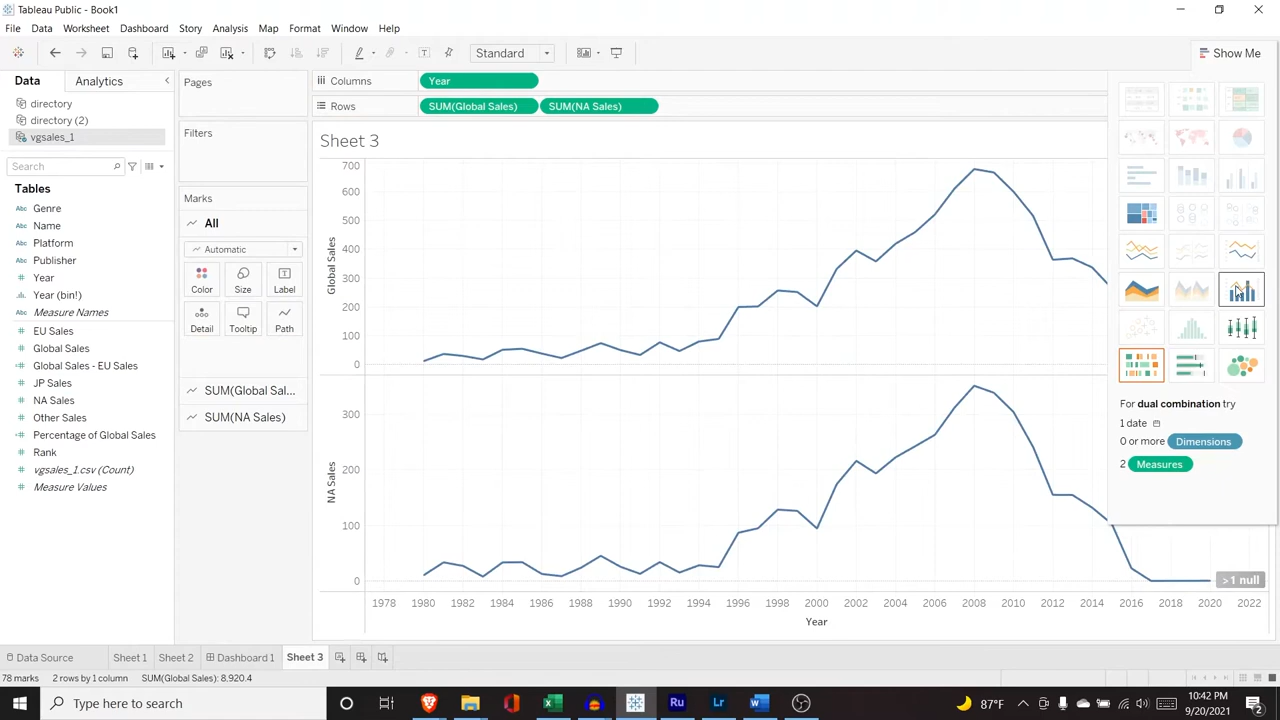 Tableau Public - Book1
File Data Worksheet Dashboard Story Analysis Map Format Window Help
Standard
Show Me
Data Analytics
directory
directory (2)
vgsales_1
Search
Tables
Abc Genre
Abc Name
Abc Platform
Abc Publisher
# Year
Year (bin!)
Abc Measure Names
# EU Sales
# Global Sales
# Global Sales - EU Sales
# JP Sales
# NA Sales
# Other Sales
# Percentage of Global Sales
# Rank
# vgsales_1.csv (Count)
# Measure Values
Pages
Filters
Marks
All
Automatic
Color Size Label
Detail Tooltip Path
SUM(Global Sal...
SUM(NA Sales)
Columns Year
Rows SUM(Global Sales) SUM(NA Sales)
Sheet 3
700
600
500
400
300
200
100
0
Global Sales
300
200
100
0
NA Sales
>1 null
1978 1980 1982 1984 1986 1988 1990 1992 1994 1996 1998 2000 2002 2004 2006 2008 2010 2012 2014 2016 2018 2020 2022
Year
For dual combination try
1 date
0 or more Dimensions
2 Measures
Data Source Sheet 1 Sheet 2 Dashboard 1 Sheet 3
78 marks 2 rows by 1 column SUM(Global Sales): 8,920.4
Type here to search
Ru Lr
87°F
10:42 PM
9/20/2021